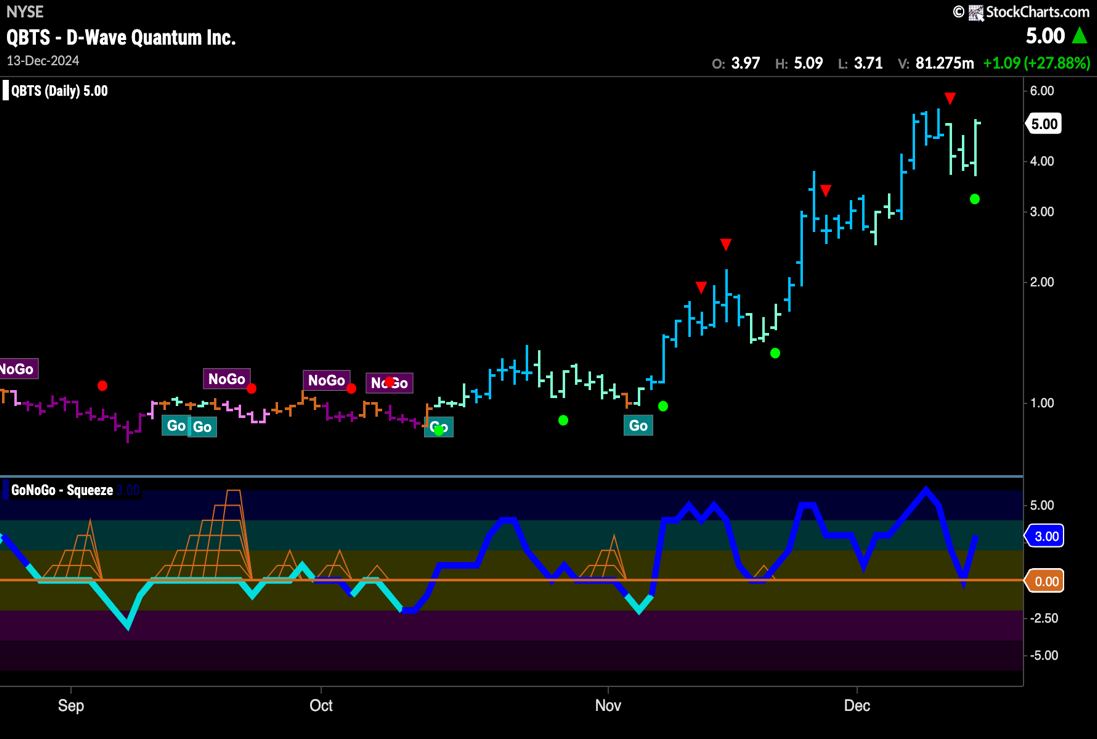 NYSE
© StockCharts.com
QBTS - D-Wave Quantum Inc.
5.00
13-Dec-2024
O: 3.97 H: 5.09 L: 3.71 V: 81.275m +1.09 (+27.88%)
QBTS (Daily) 5.00
6.00
5.00
4.00
3.00
2.00
1.00
NoGo
NoGo
NoGo
NoGo
Go
Go
Go
Go
GoNoGo - Squeeze 3.00
5.00
3.00
0.00
-2.50
-5.00
Sep
Oct
Nov
Dec